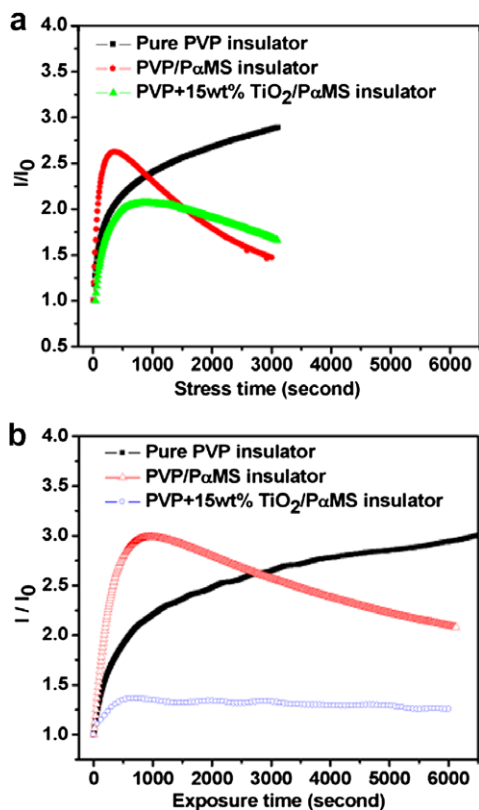 a
4.0
3.5
3.0
2.5
2.0
1.5
1.0
0.5
I/I0
Pure PVP insulator
PVP/PαMS insulator
PVP+15wt% TiO2/PαMS insulator
0 1000 2000 3000 4000 5000 6000
Stress time (second)
b
4.0
3.5
3.0
2.5
2.0
1.5
1.0
I / I0
Pure PVP insulator
PVP/PαMS insulator
PVP+15wt% TiO2/PαMS insulator
0 1000 2000 3000 4000 5000 6000
Exposure time (second)